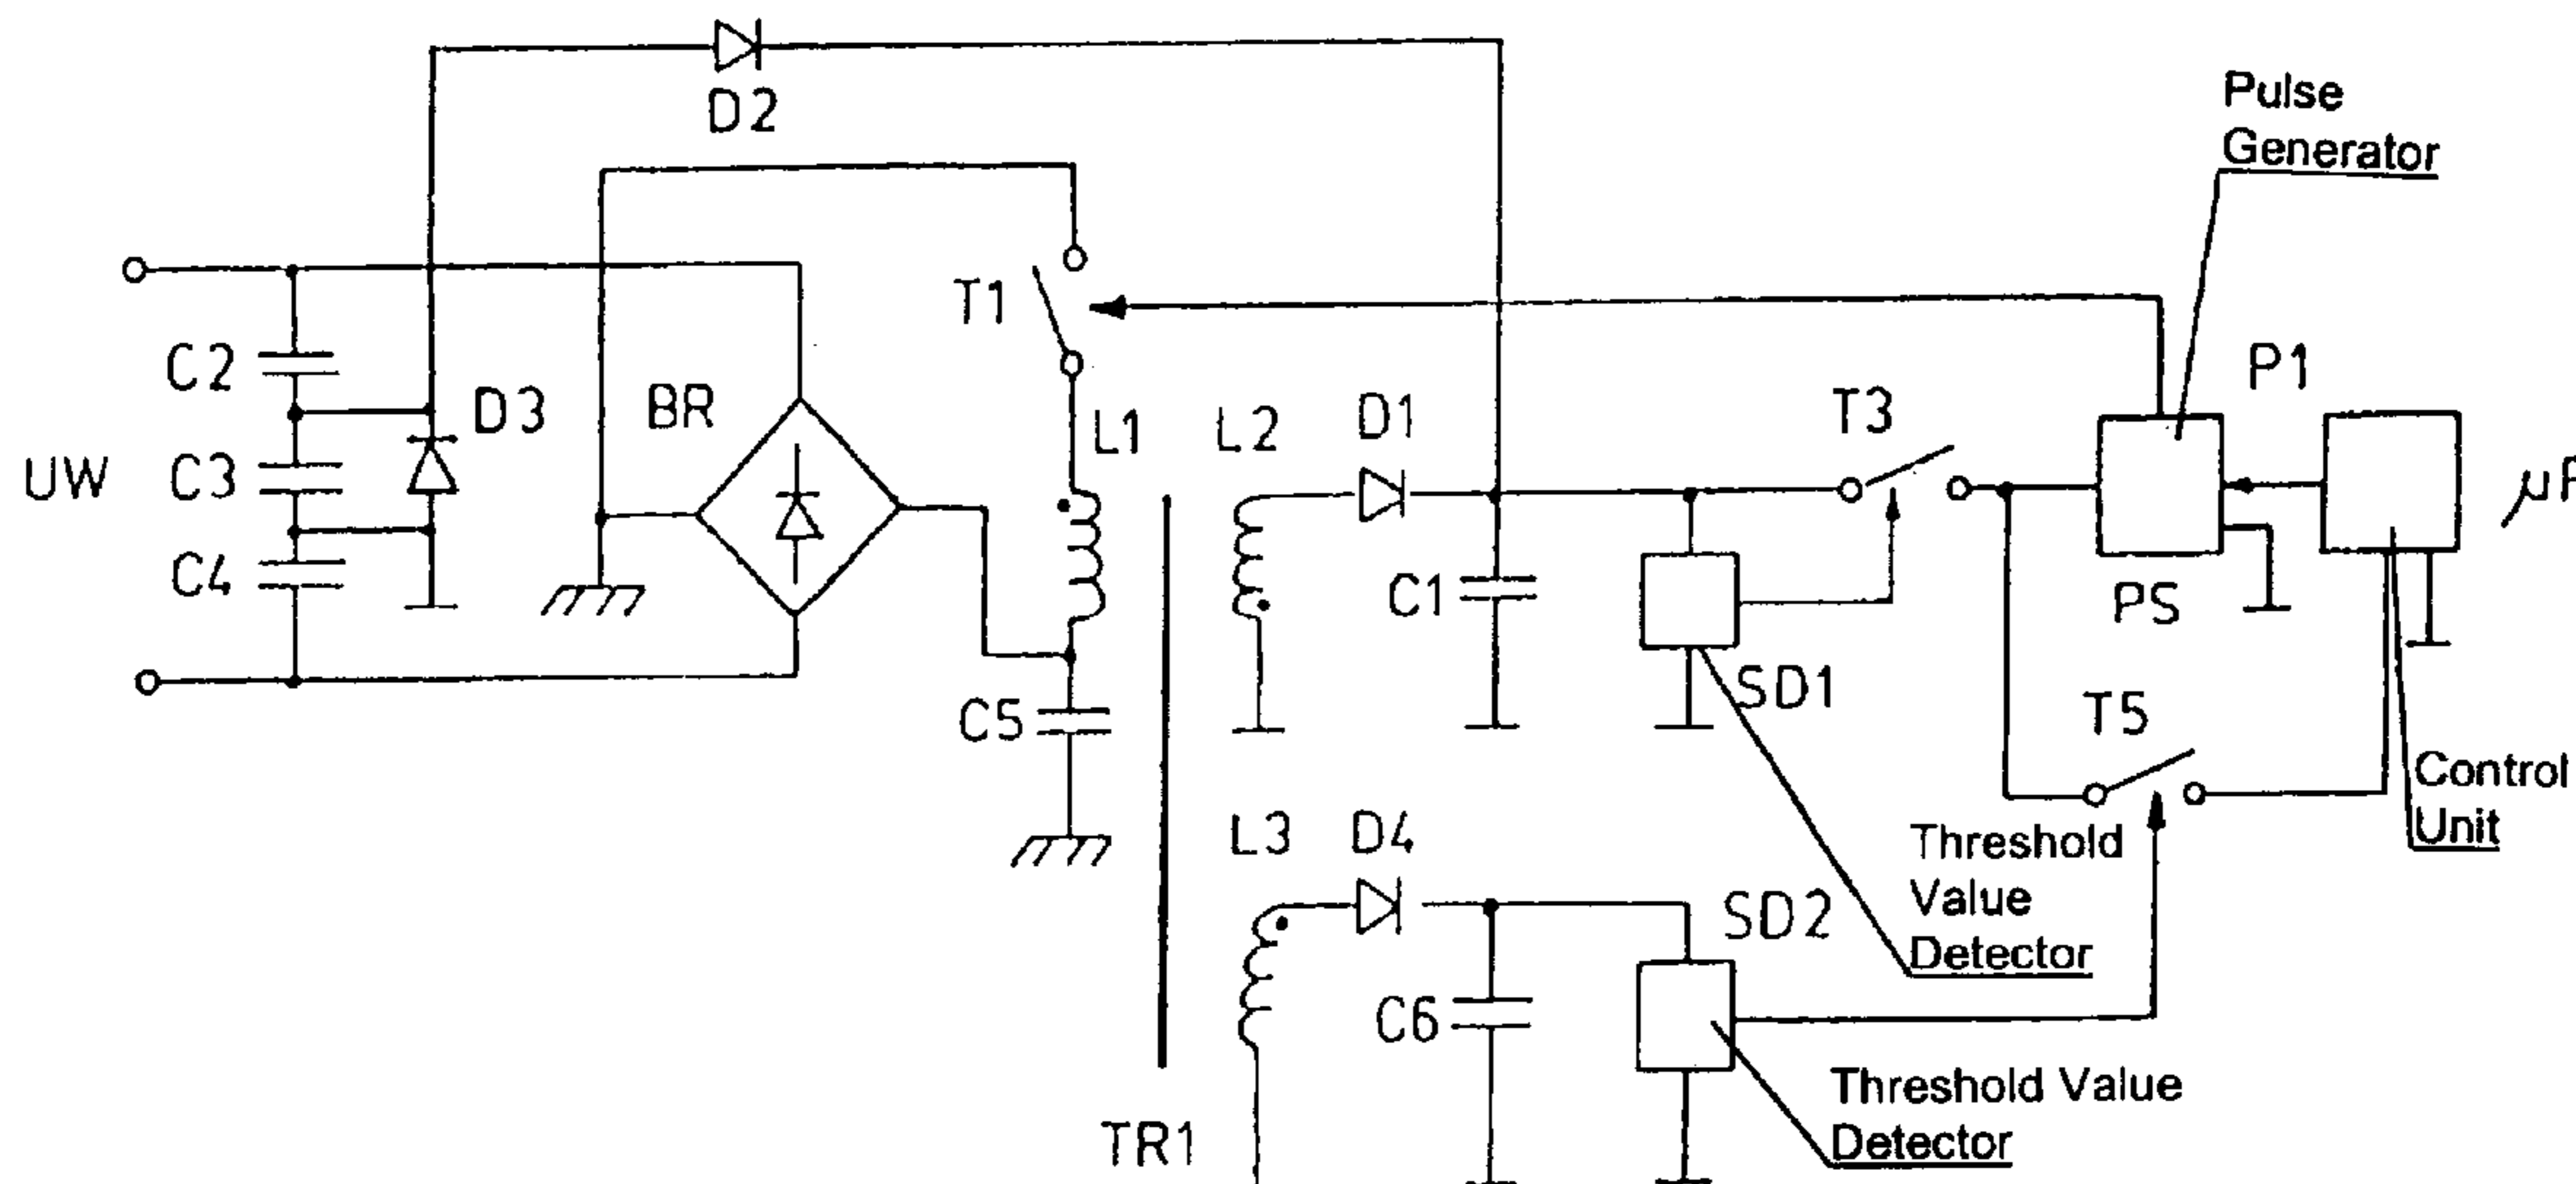 Pulse
Generator
D2
T1
P1
C2
D3
BR
L1
L2
D1
T3
UW
C3
C4
C1
PS
SD1
T5
C5
Control
Unit
L3
D4
Threshold
Value
Detector
SD2
C6
Threshold Value
Detector
TR1